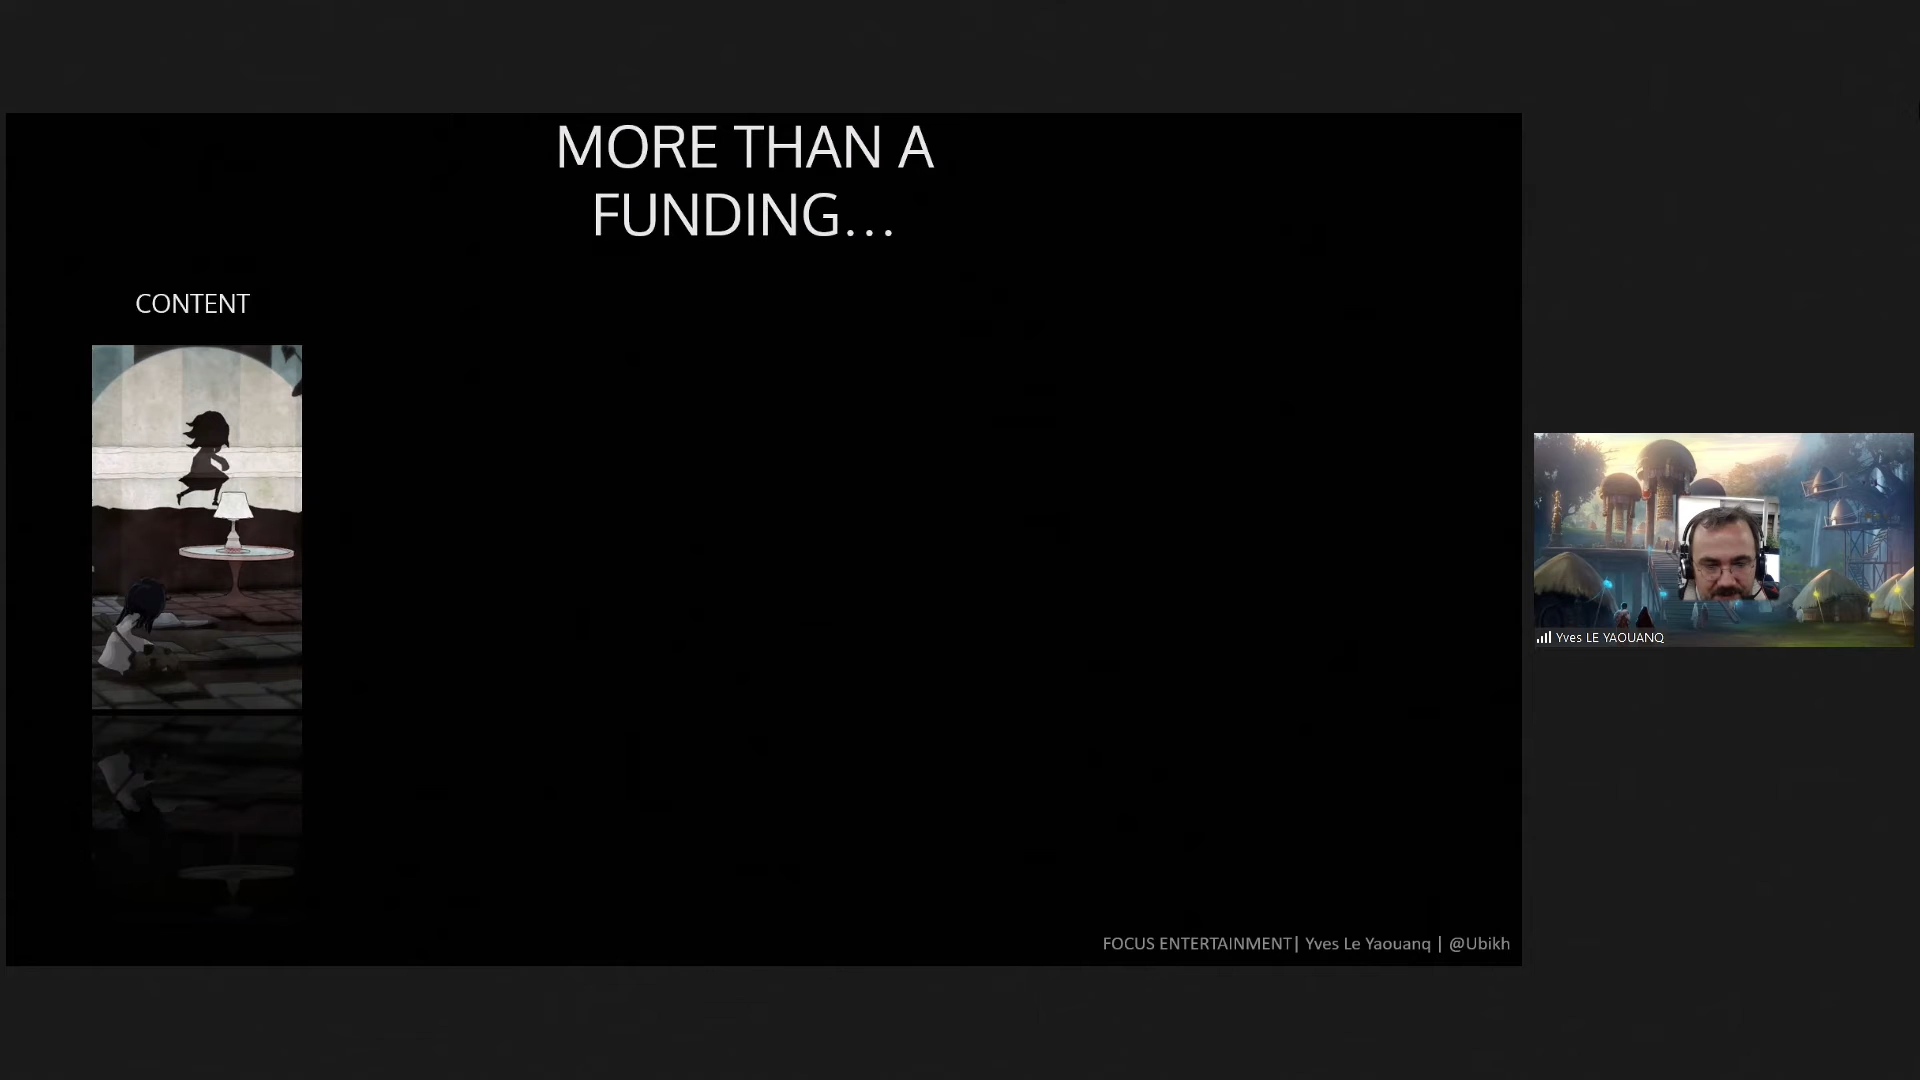 MORE THAN A
FUNDING...
CONTENT
Yves LE YAOUANQ
FOCUS ENTERTAINMENT| Yves Le Yaouanq | @Ubikh